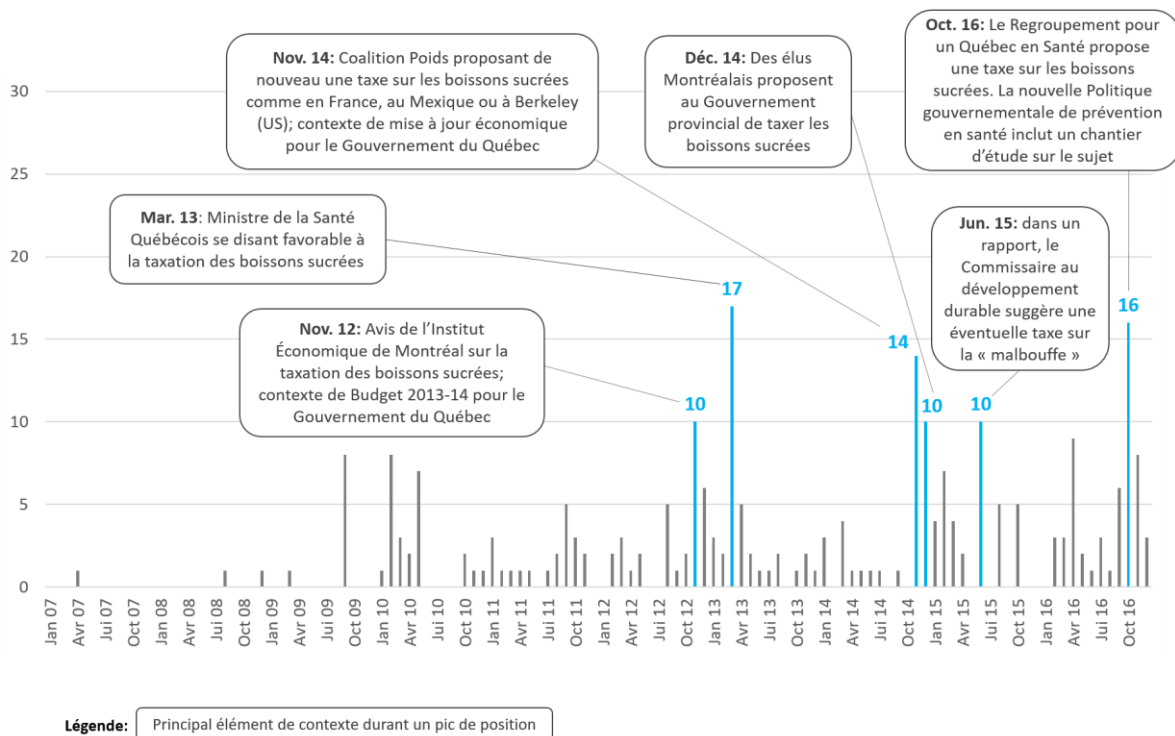 Nov. 14: Coalition Poids proposant de
nouveau une taxe sur les boissons sucrées
comme en France, au Mexique ou à Berkeley
(US); contexte de mise à jour économique
pour le Gouvernement du Québec
Déc. 14: Des élus
Montréalais proposent
au Gouvernement
provincial de taxer les
boissons sucrées
Oct. 16: Le Regroupement pour
un Québec en Santé propose
une taxe sur les boissons
sucrées. La nouvelle Politique
gouvernementale de prévention
en santé inclut un chantier
d'étude sur le sujet
Mar. 13: Ministre de la Santé
Québécois se disant favorable à
la taxation des boissons sucrées
Jun. 15: dans un
rapport, le
Commissaire au
développement
durable suggère une
éventuelle taxe sur
la « malbouffe »
Nov. 12: Avis de l'Institut
Économique de Montréal sur la
taxation des boissons sucrées;
contexte de Budget 2013-14 pour le
Gouvernement du Québec
30
25
20
15
10
5
0
10
17
14
10
10
16
Jan 07
Avr 07
Jui 07
Oct 07
Jan 08
Avr 08
Jui 08
Oct 08
Jan 09
Avr 09
Jui 09
Oct 09
Jan 10
Avr 10
Jui 10
Oct 10
Jan 11
Avr 11
Jui 11
Oct 11
Jan 12
Avr 12
Jui 12
Oct 12
Jan 13
Avr 13
Jui 13
Oct 13
Jan 14
Avr 14
Jui 14
Oct 14
Jan 15
Avr 15
Jui 15
Oct 15
Jan 16
Avr 16
Jui 16
Oct 16
Légende: Principal élément de contexte durant un pic de position